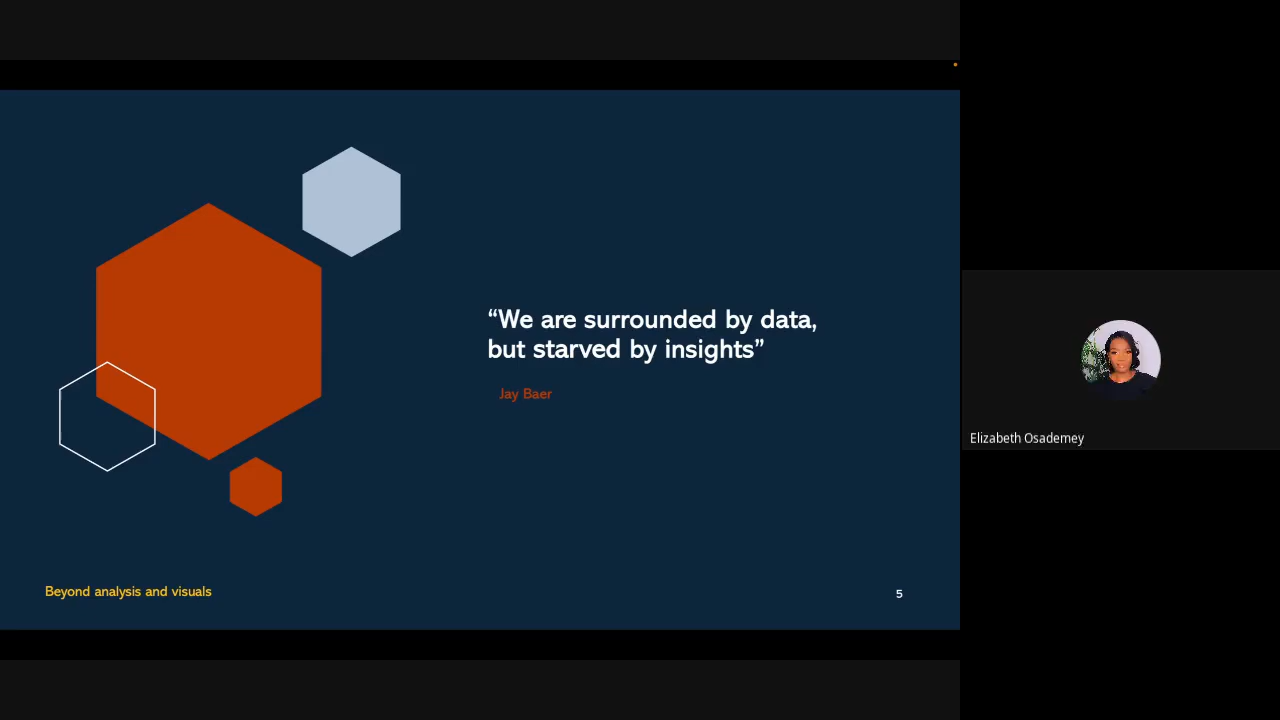 “We are surrounded by data,
but starved by insights”
Jay Baer
Beyond analysis and visuals
5
Elizabeth Osademey